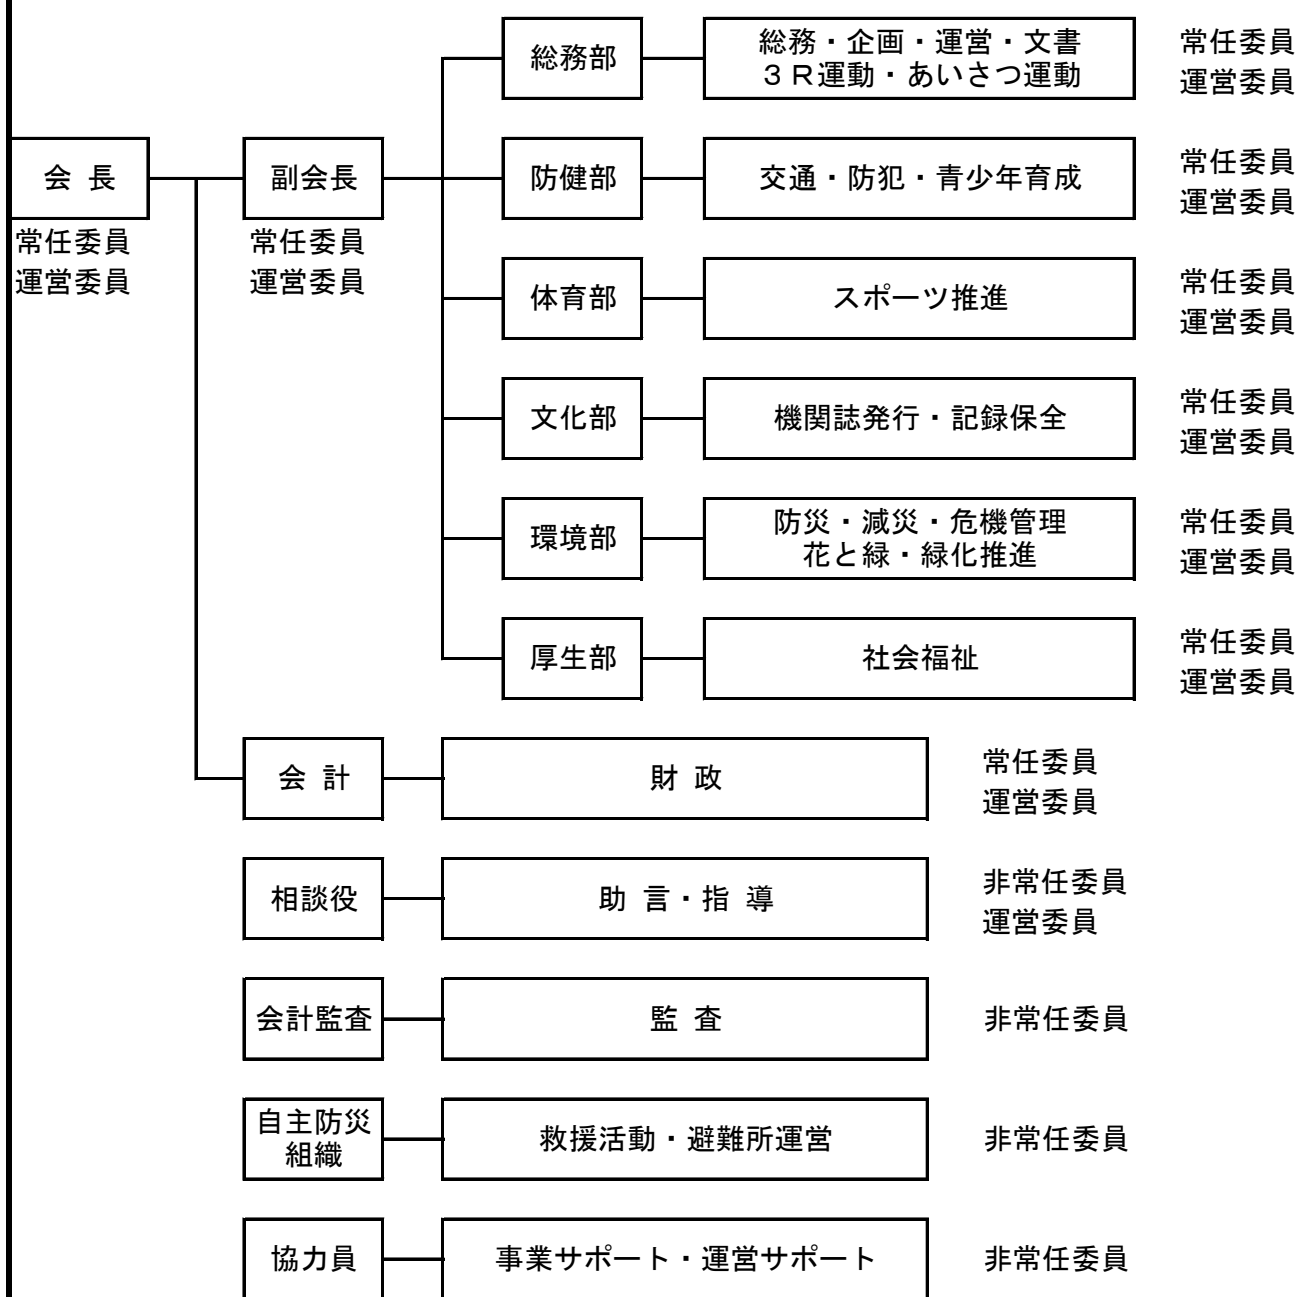 総務部
総務・企画・運営・文書
３Ｒ運動・あいさつ運動
常任委員
運営委員
会 長
常任委員
運営委員
副会長
常任委員
運営委員
防健部
交通・防犯・青少年育成
常任委員
運営委員
体育部
スポーツ推進
常任委員
運営委員
文化部
機関誌発行・記録保全
常任委員
運営委員
環境部
防災・減災・危機管理
花と緑・緑化推進
常任委員
運営委員
厚生部
社会福祉
常任委員
運営委員
会 計
財 政
常任委員
運営委員
相談役
助 言・指 導
非常任委員
運営委員
会計監査
監 査
非常任委員
自主防災
組織
救援活動・避難所運営
非常任委員
協力員
事業サポート・運営サポート
非常任委員